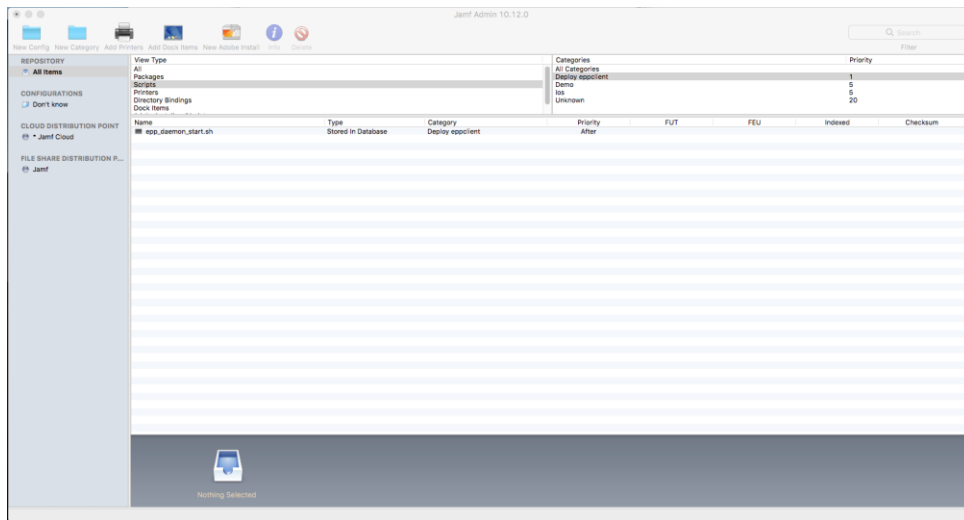 Jamf Admin 10.12.0
New Config New Category Add Printers Add Dock Items New Adobe Install Info Delete
Search
Filter
REPOSITORY
All Items
CONFIGURATIONS
Don't know
CLOUD DISTRIBUTION POINT
* Jamf Cloud
FILE SHARE DISTRIBUTION P...
Jamf
View Type
All
Packages
Scripts
Printers
Directory Bindings
Dock Items
Categories Priority
All Categories
Deploy eppclient 1
Demo 5
Ios 5
Unknown 20
Name Type Category Priority FUT FEU Indexed Checksum
epp_daemon_start.sh Stored In Database Deploy eppclient After
Nothing Selected